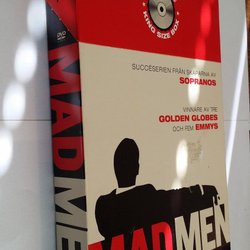 KING SIZE BOX
SUCCESERIEN FRÅN SKAPARNA AV
SOPRANOS
VINNARE AV TRE
GOLDEN GLOBES
OCH FEM EMMYS
MAD MEN
DVD
MAD ME